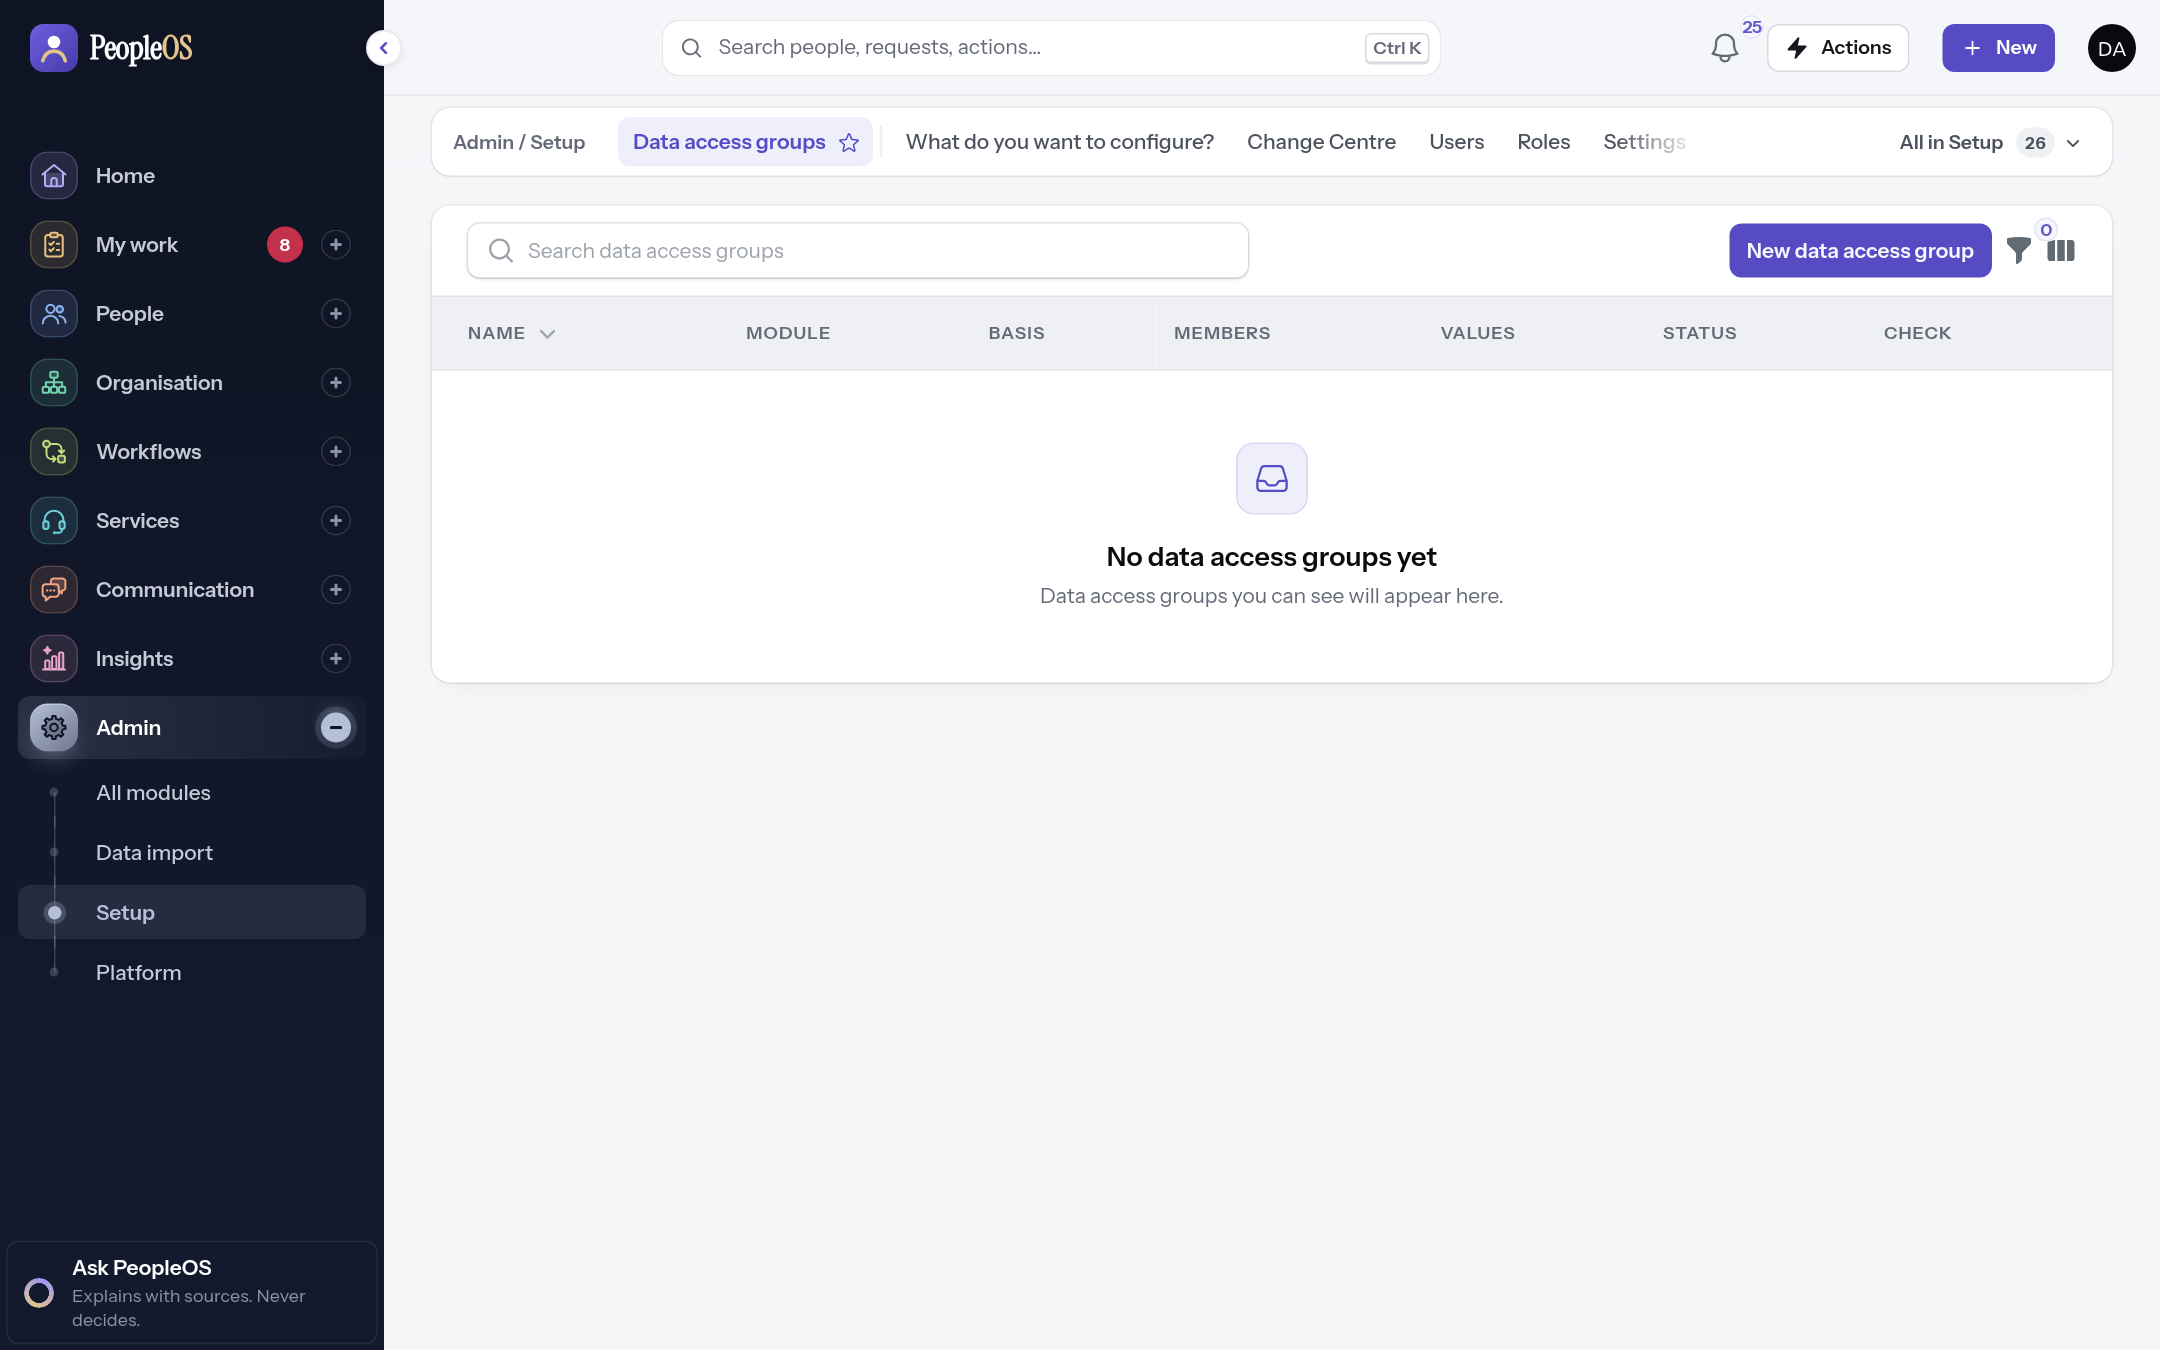 PeopleOS
Search people, requests, actions...
Ctrl K
25
Actions
New
DA
Home
My work
8
People
Organisation
Workflows
Services
Communication
Insights
Admin
All modules
Data import
Setup
Platform
Ask PeopleOS
Explains with sources. Never
decides.
Admin / Setup
Data access groups
What do you want to configure?
Change Centre
Users
Roles
Settings
All in Setup
26
Search data access groups
New data access group
0
NAME
MODULE
BASIS
MEMBERS
VALUES
STATUS
CHECK
No data access groups yet
Data access groups you can see will appear here.